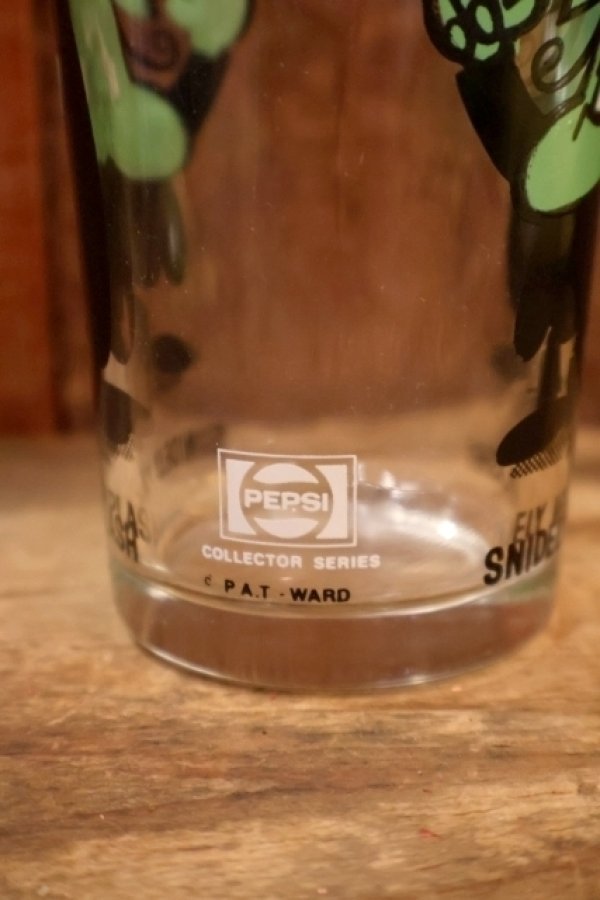 PEPSI
COLLECTOR SERIES
© P.A.T - WARD
SNIDE